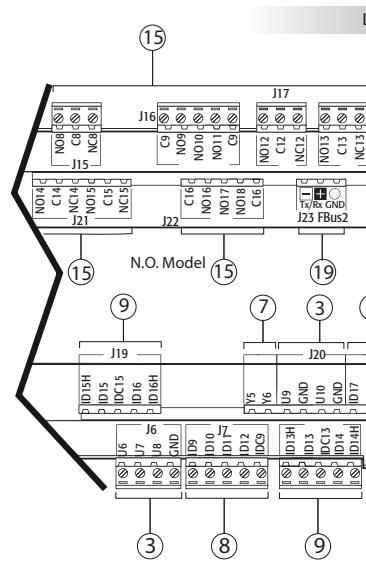 L
15
J17
J16
NO8 C8 NC8
C9 NO9 NO10 NO11 C9
NO12 C12 NC12
NO13 C13 NC13
J15
NO14 C14 NC14 NO15 C15 NC15
C16 NO16 NO17 NO18 C16
Tx/Rx GND
J21
J22
J23 FBus2
15
N.O. Model
15
19
9
7
3
J19
J20
ID15H ID15 IDC15 ID16 ID16H
Y5 Y6
U9 GND U10 GND
ID17
J6
J7
U6 U7 U8 GND
ID9 ID10 ID11 ID12 IDC9
ID13H ID13 IDC13 ID14 ID14H
3
8
9